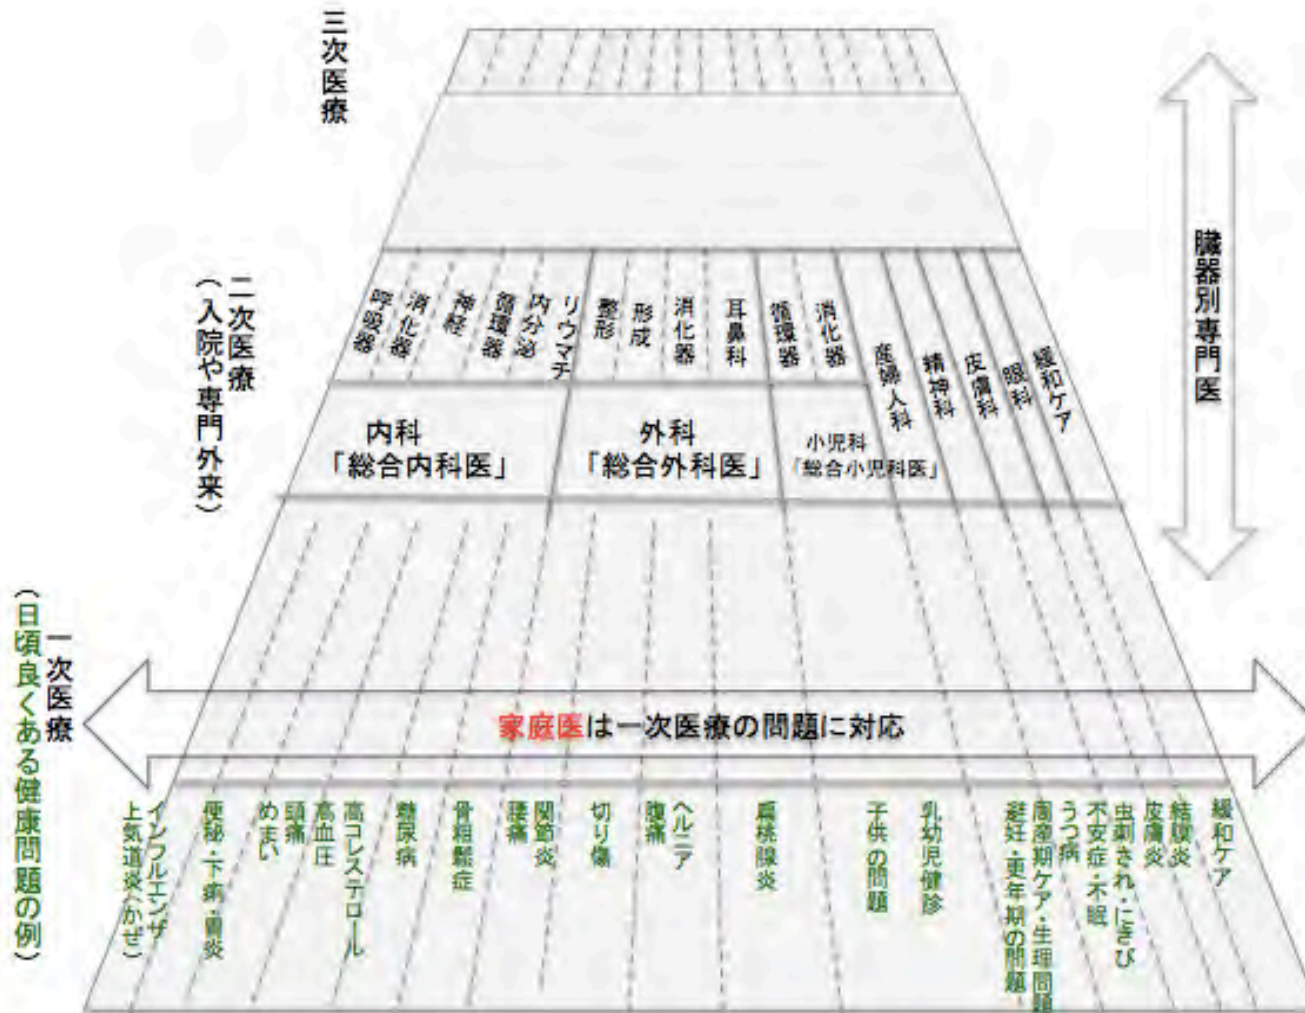 三次医療
臓器別専門医
二次医療
（入院や専門外来）
呼吸器
消化器
神経
循環器
内分泌
リウマチ
整形
形成
消化器
耳鼻科
循環器
消化器
産婦人科
精神科
皮膚科
眼科
緩和ケア
内科
「総合内科医」
外科
「総合外科医」
小児科
「総合小児科医」
一次医療
（日頃良くある健康問題の例）
家庭医は一次医療の問題に対応
インフルエンザ
上気道炎（かぜ）
便秘・下痢・胃炎
めまい
頭痛
高血圧
高コレステロール
糖尿病
骨粗鬆症
腰痛
関節炎
切り傷
腹痛
ヘルニア
扁桃腺炎
子供の問題
乳幼児健診
避妊・更年期の問題
周産期ケア・生理問題
うつ病
不安症・不眠
虫刺され・にきび
皮膚炎
結膜炎
緩和ケア